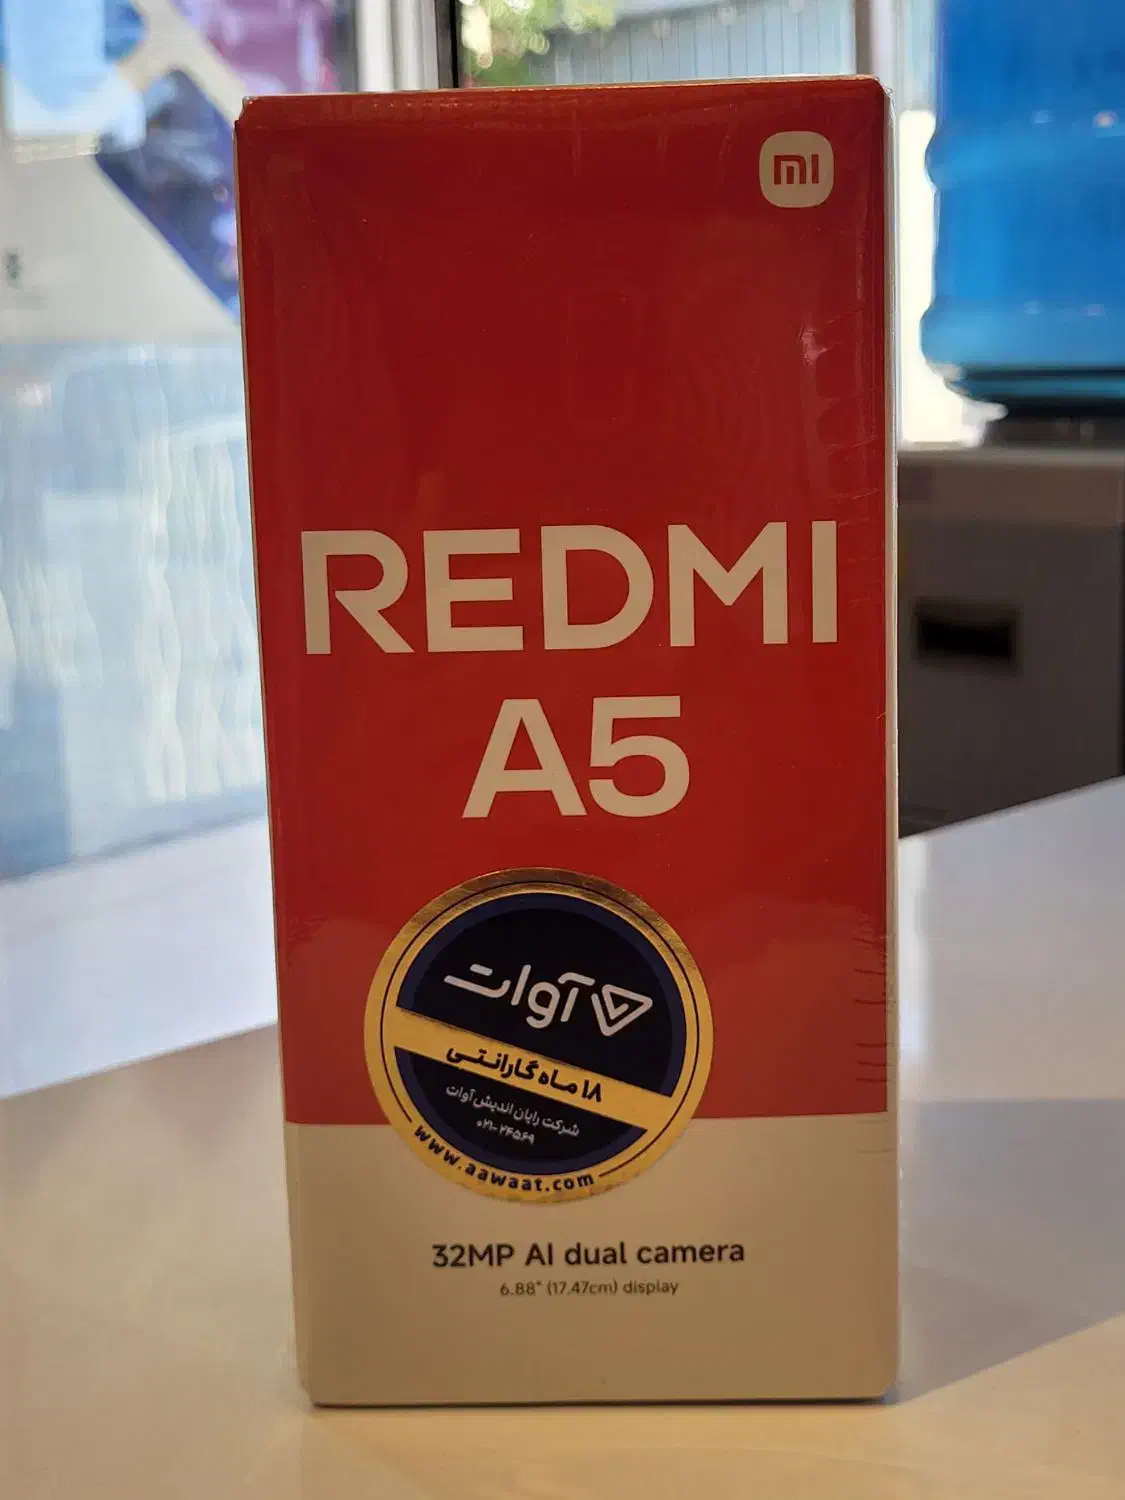 mi
REDMI
A5
آوات
۱۸ ماه گارانتی
شرکت رایان اندیش آوات
۰۲۱-۲۴۵۶۹
www.aawaat.com
32MP AI dual camera
6.88" (17.47cm) display